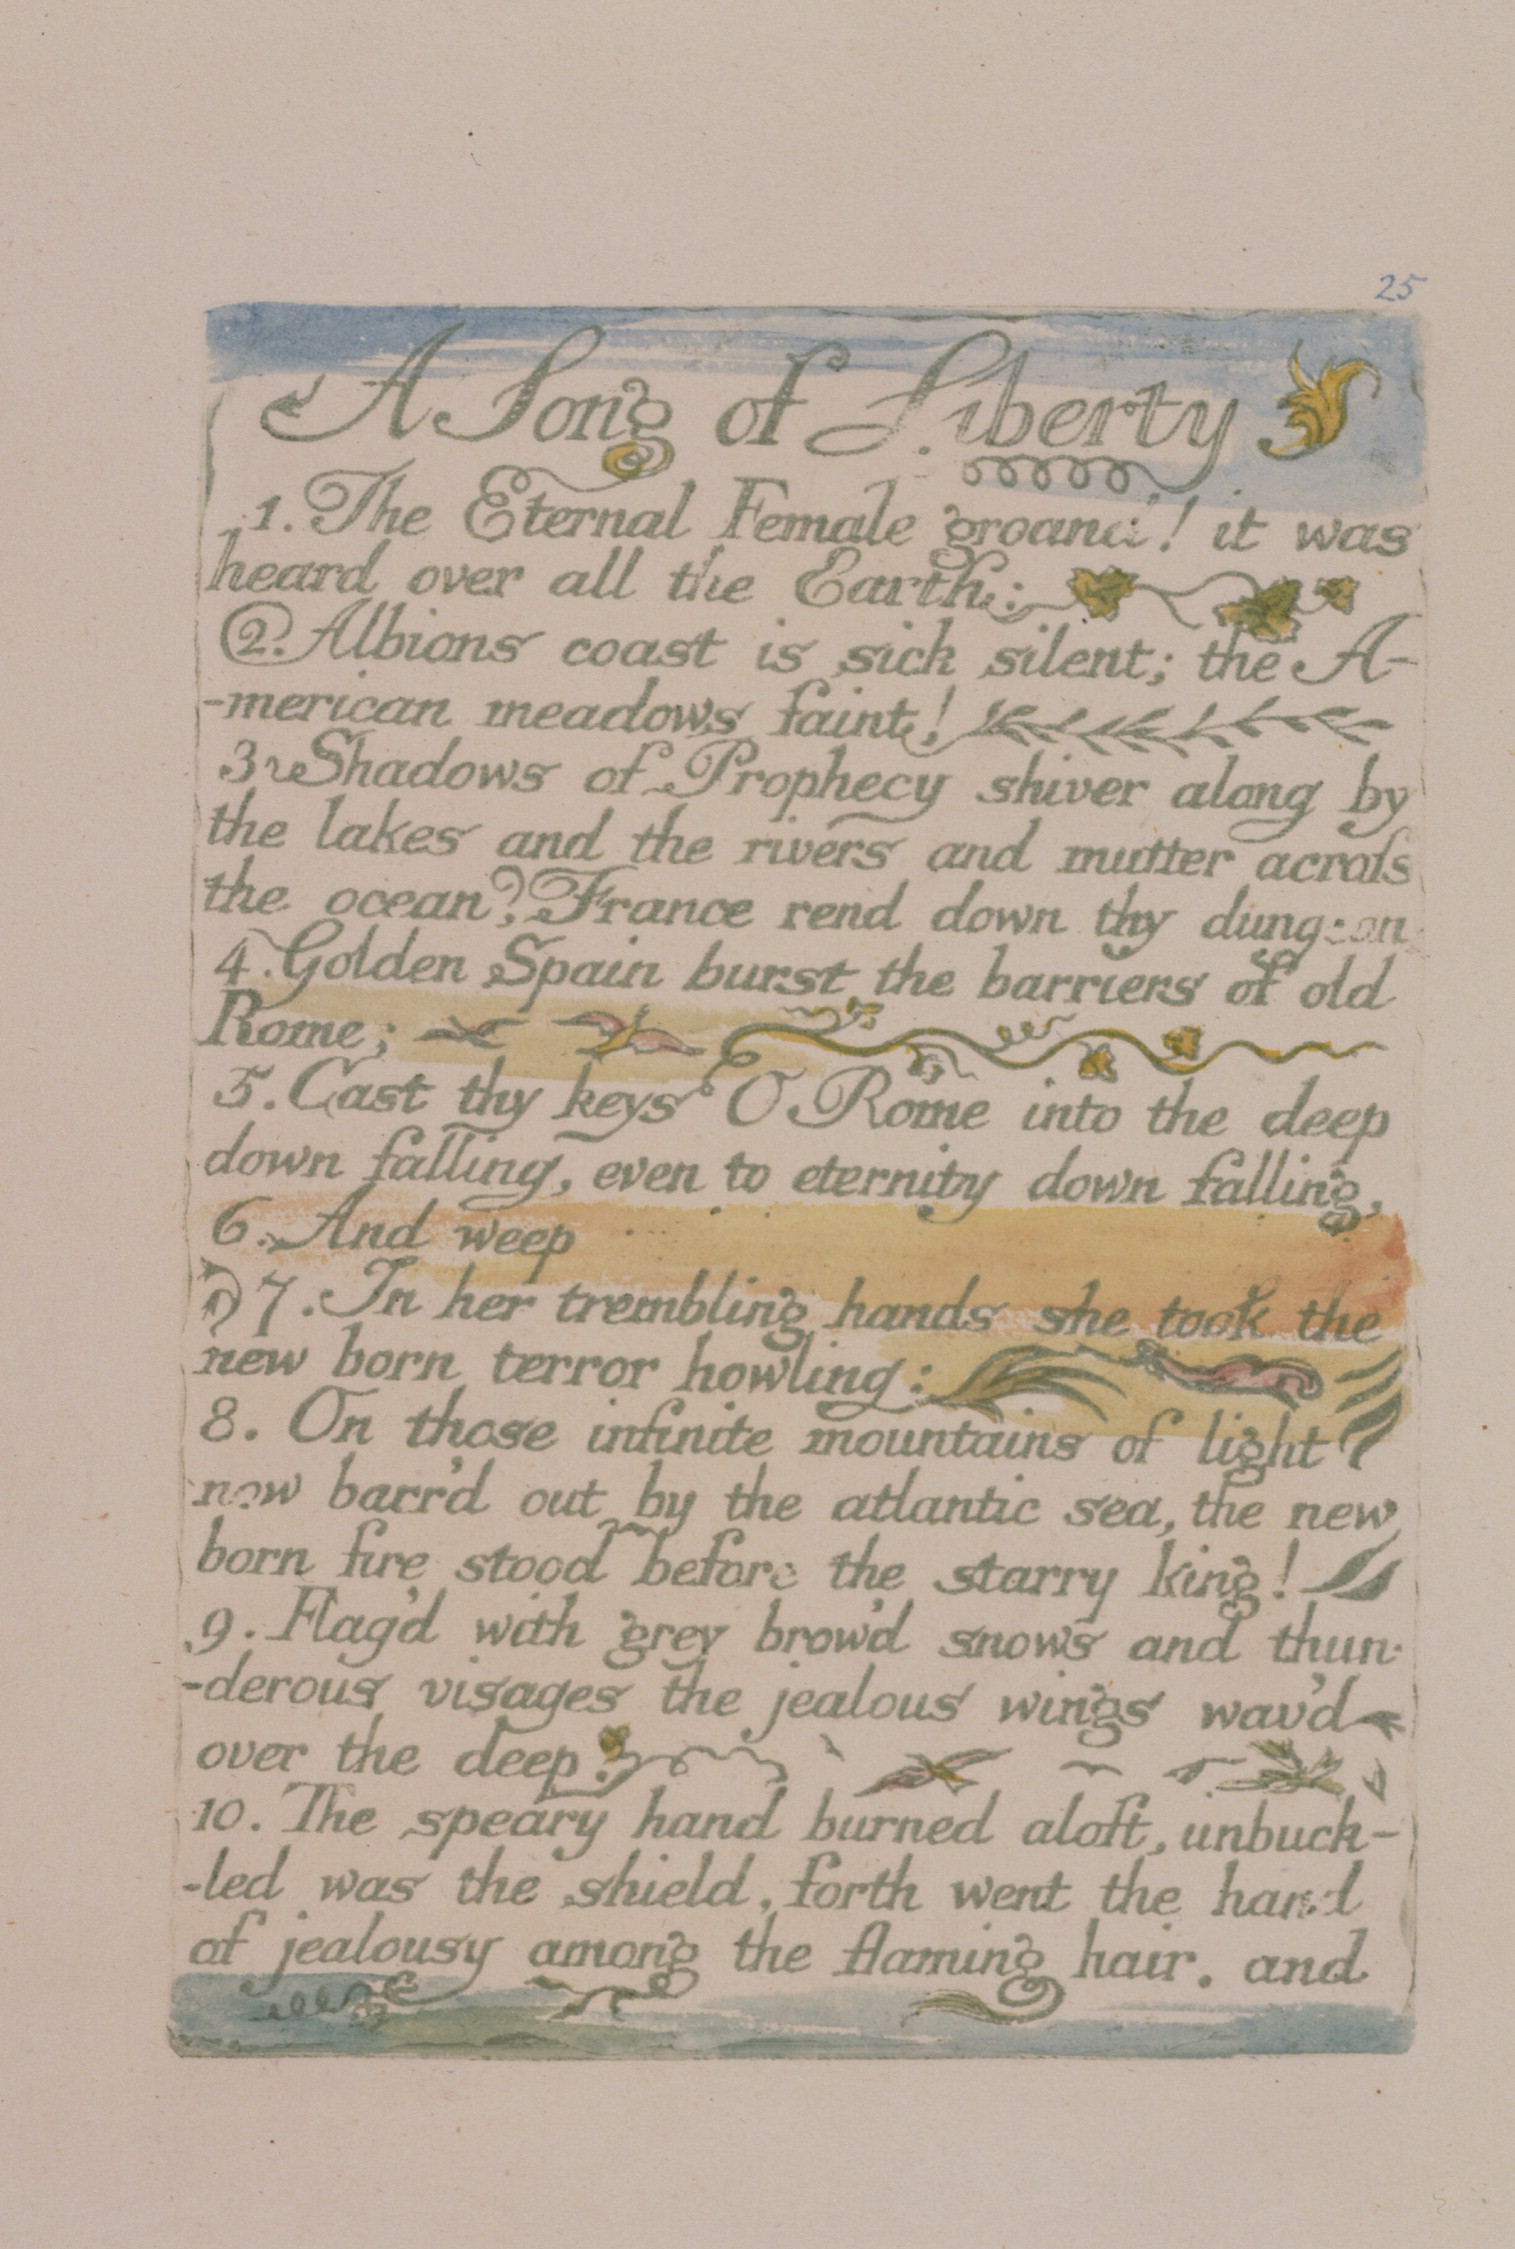 25
A Song of Liberty
1. The Eternal Female groand! it was
heard over all the Earth:
2. Albions coast is sick silent; the A-
-merican meadows faint!
3 Shadows of Prophecy shiver along by
the lakes and the rivers and mutter acroſs
the ocean? France rend down thy dungeon
4. Golden Spain burst the barriers of old
Rome;
5. Cast thy keys O Rome into the deep
down falling, even to eternity down falling,
6. And weep
7. In her trembling hands she took the
new born terror howling:
8. On those infinite mountains of light
now barr'd out by the atlantic sea, the new
born fire stood before the starry king!
9. Flag'd with grey brow'd snows and thun-
-derous visages the jealous wings wav'd
over the deep.
10. The speary hand burned aloft, unbuck-
-led was the shield, forth went the hand
of jealousy among the flaming hair. and